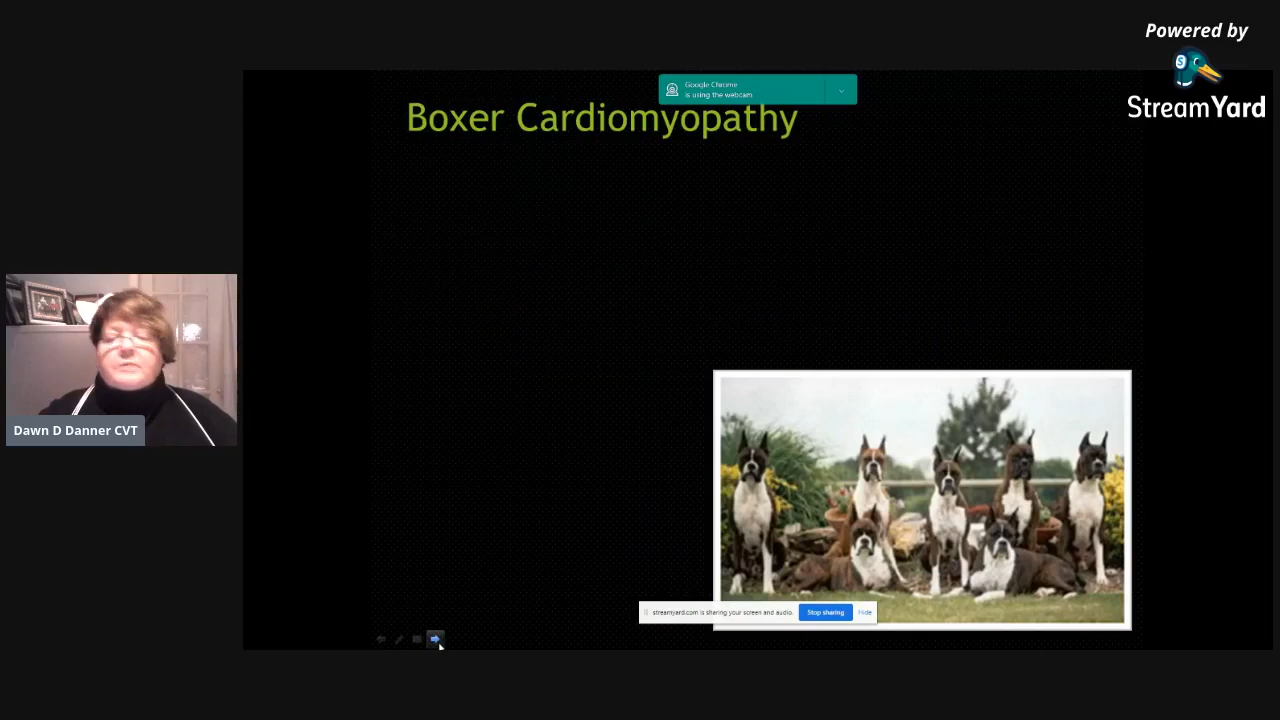 Powered by
StreamYard
Google Chrome
is using the webcam
Boxer Cardiomyopathy
Dawn D Danner CVT
streamyard.com is sharing your screen and audio.
Stop sharing
Hide